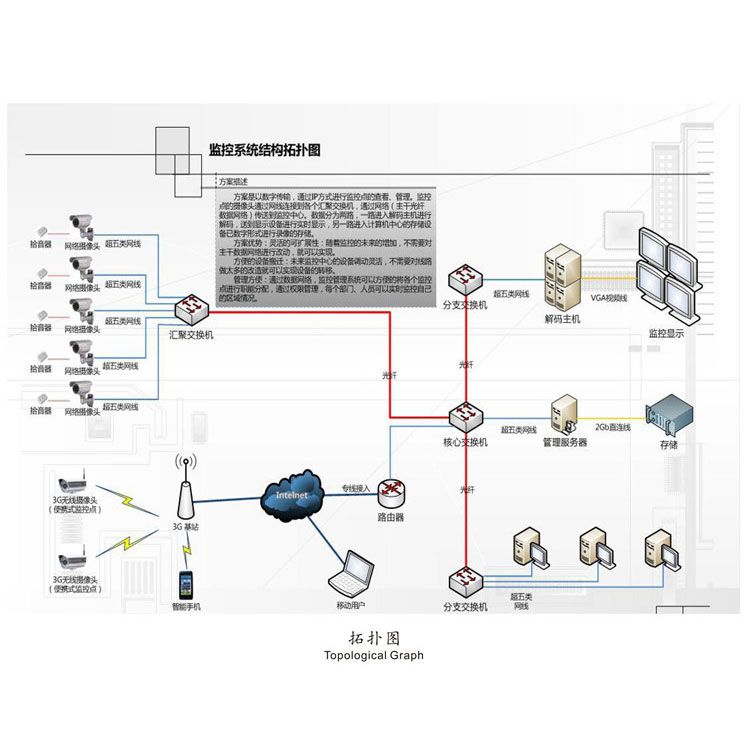 监控系统结构拓扑图
方案描述
方案是以数字传输，通过IP方式进行监控点的查看、管理。监控
点的摄像头通过网线连接到各个汇聚交换机，通过网络（主干光纤
数据网络）传送到监控中心。数据分为两路，一路进入解码主机进行
解码，送到显示设备进行实时显示，另一路进入计算机中心的存储设
备已数字形式进行录像的存储。
方案优势：灵活的可扩展性：随着监控的未来的增加，不需要对
主干数据网络进行改动，就可以实现。
方便的设备搬迁：未来监控中心的设备调动灵活，不需要对线路
做太多的改造就可以实现设备的转移。
管理方便：通过数据网络，监控管理系统可以方便的将各个监控
点进行职能分配，通过权限管理，每个部门、人员可以实时监控自己
的区域情况。
拾音器
网络摄像头
超五类网线
拾音器
网络摄像头
超五类网线
拾音器
网络摄像头
超五类网线
拾音器
网络摄像头
超五类网线
拾音器
网络摄像头
超五类网线
汇聚交换机
光纤
分支交换机
超五类网线
解码主机
VGA视频线
监控显示
光纤
核心交换机
超五类网线
管理服务器
2Gb直连线
存储
光纤
3G无线摄像头
（便携式监控点）
3G无线摄像头
（便携式监控点）
3G 基站
智能手机
Intelnet
专线接入
路由器
移动用户
分支交换机
超五类
网线
拓扑图
Topological Graph